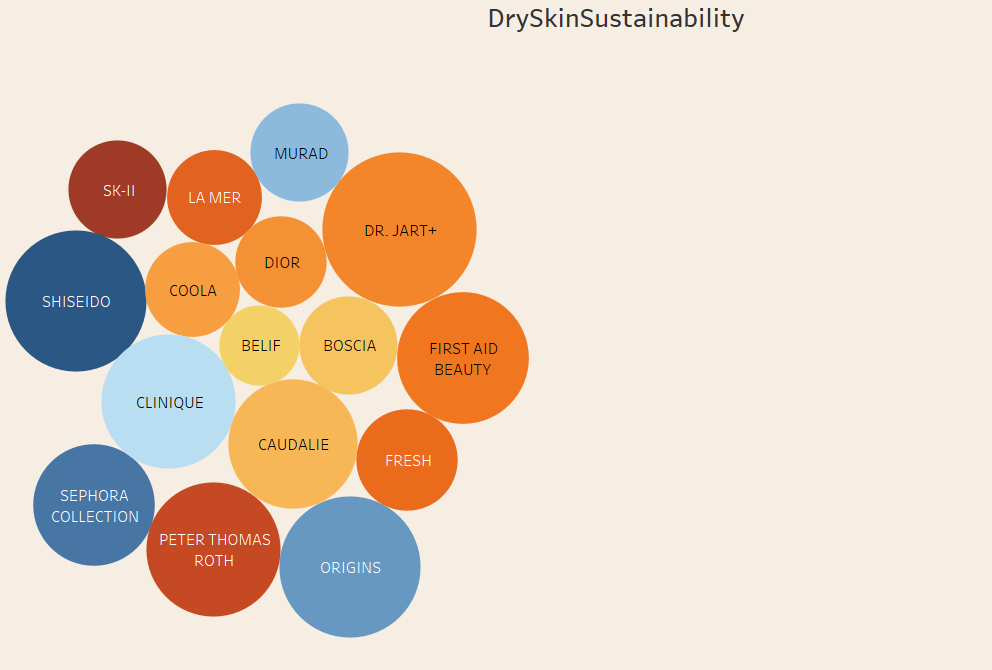 DrySkinSustainability
MURAD
SK-II
LA MER
DR. JART+
DIOR
COOLA
SHISEIDO
BELIF
BOSCIA
FIRST AID
BEAUTY
CLINIQUE
CAUDALIE
FRESH
SEPHORA
COLLECTION
PETER THOMAS
ROTH
ORIGINS